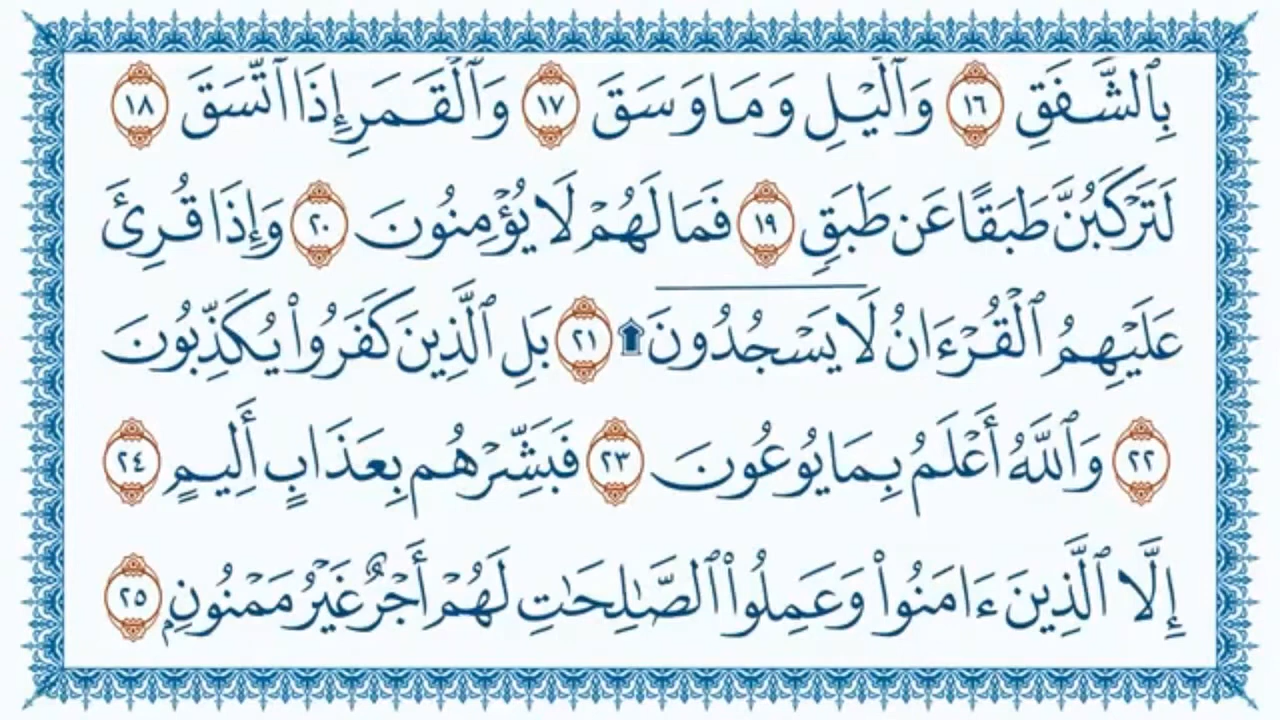 بِٱلشَّفَقِ ١٦ وَٱلَّيْلِ وَمَا وَسَقَ ١٧ وَٱلْقَمَرِ إِذَا ٱتَّسَقَ ١٨
لَتَرْكَبُنَّ طَبَقًا عَن طَبَقٍ ١٩ فَمَا لَهُمْ لَا يُؤْمِنُونَ ٢٠ وَإِذَا قُرِئَ
عَلَيْهِمُ ٱلْقُرْءَانُ لَا يَسْجُدُونَ ۩ ٢١ بَلِ ٱلَّذِينَ كَفَرُوا۟ يُكَذِّبُونَ
٢٢ وَٱللَّهُ أَعْلَمُ بِمَا يُوعُونَ ٢٣ فَبَشِّرْهُم بِعَذَابٍ أَلِيمٍ ٢٤
إِلَّا ٱلَّذِينَ ءَامَنُوا۟ وَعَمِلُوا۟ ٱلصَّٰلِحَٰتِ لَهُمْ أَجْرٌ غَيْرُ مَمْنُونٍۭ ٢٥